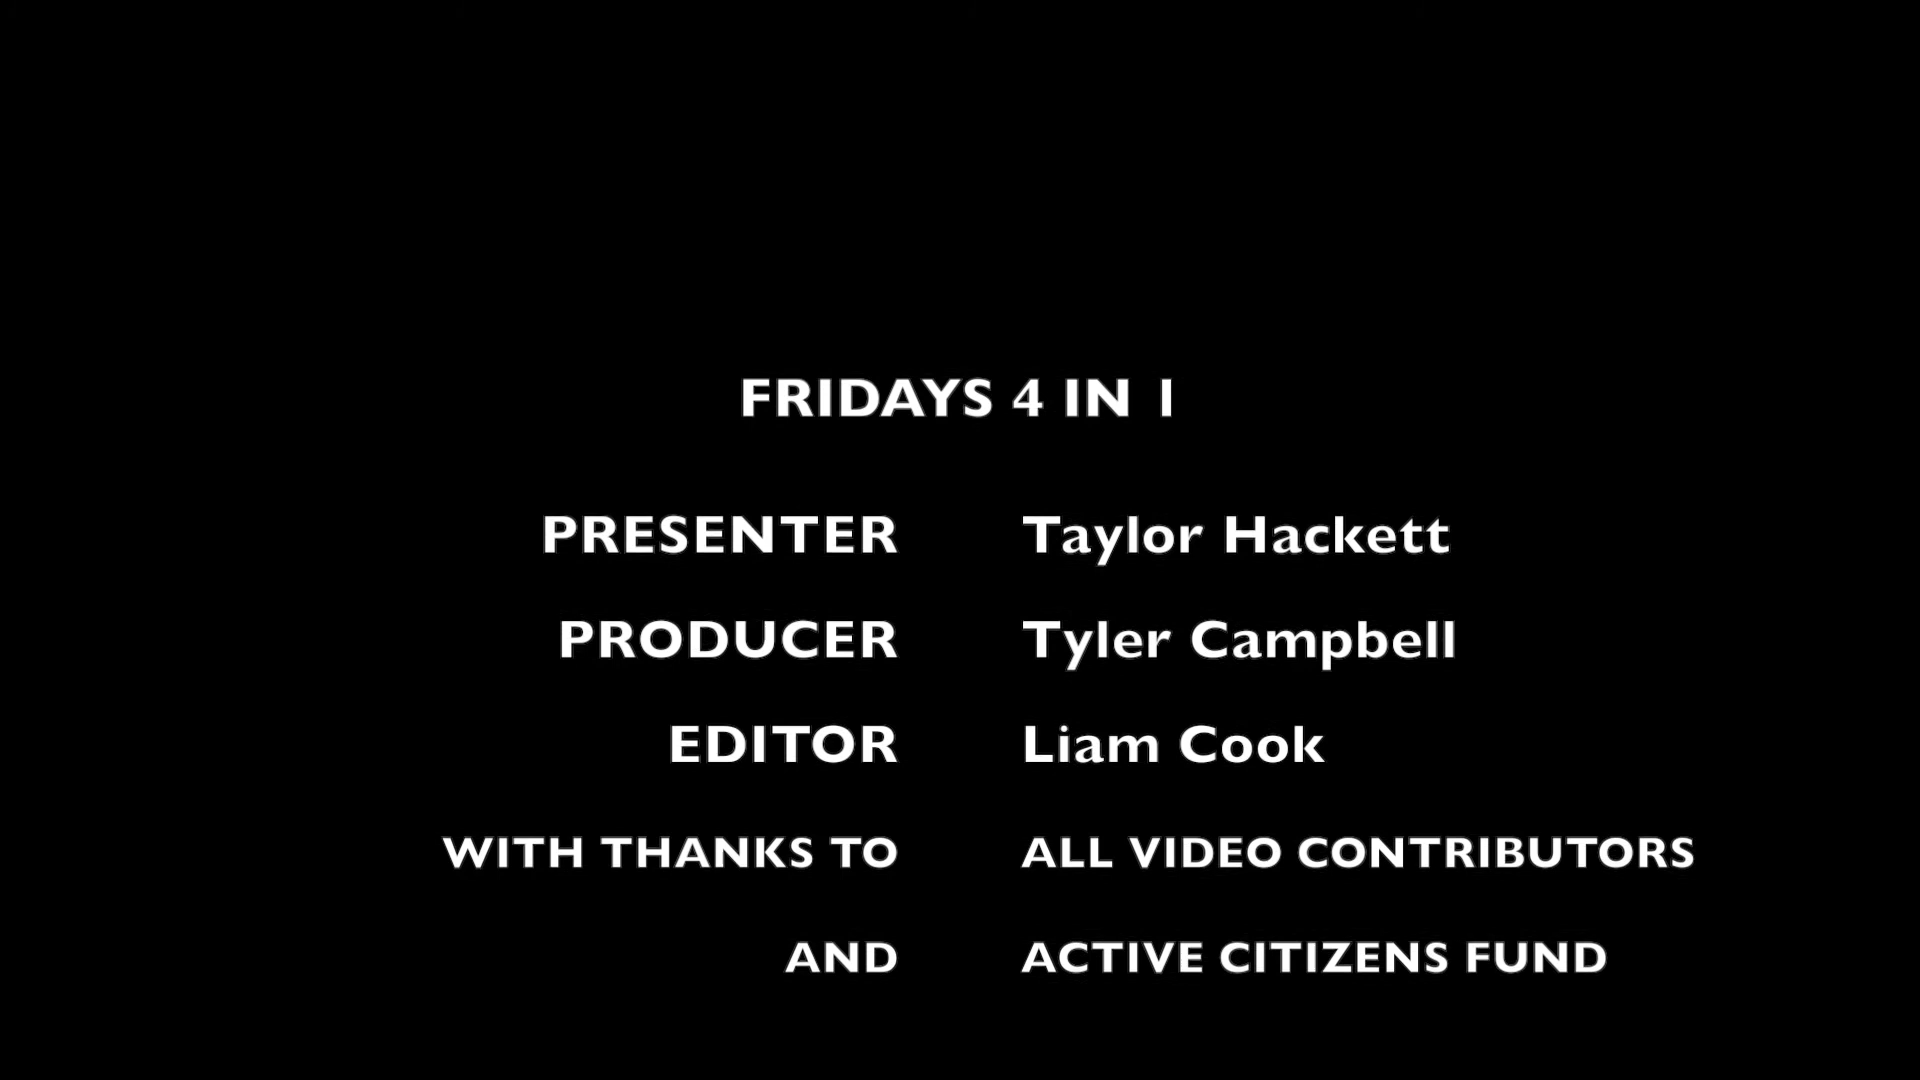 FRIDAYS 4 IN 1
PRESENTER Taylor Hackett
PRODUCER Tyler Campbell
EDITOR Liam Cook
WITH THANKS TO ALL VIDEO CONTRIBUTORS
AND ACTIVE CITIZENS FUND